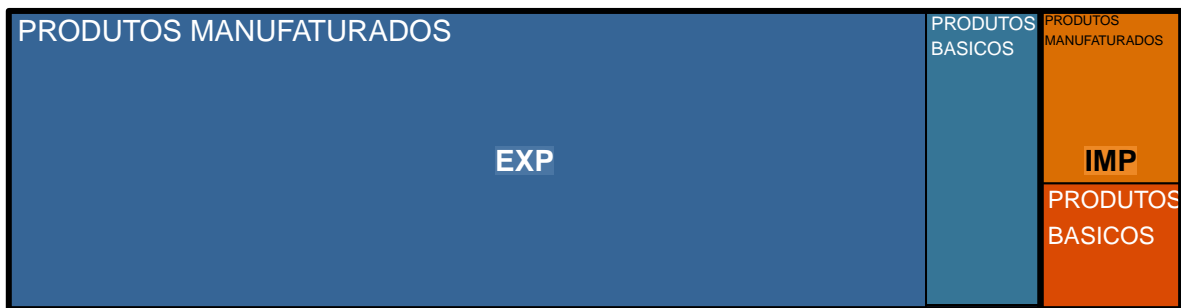 PRODUTOS MANUFATURADOS
EXP
PRODUTOS
BASICOS
PRODUTOS
MANUFATURADOS
IMP
PRODUTOS
BASICOS